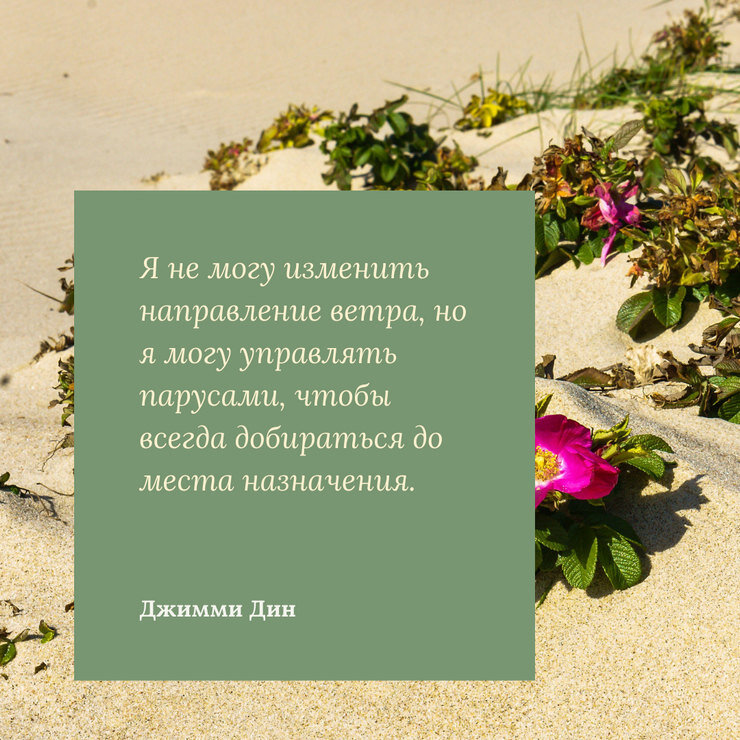 Я не могу изменить
направление ветра, но
я могу управлять
парусами, чтобы
всегда добираться до
места назначения.
Джимми Дин